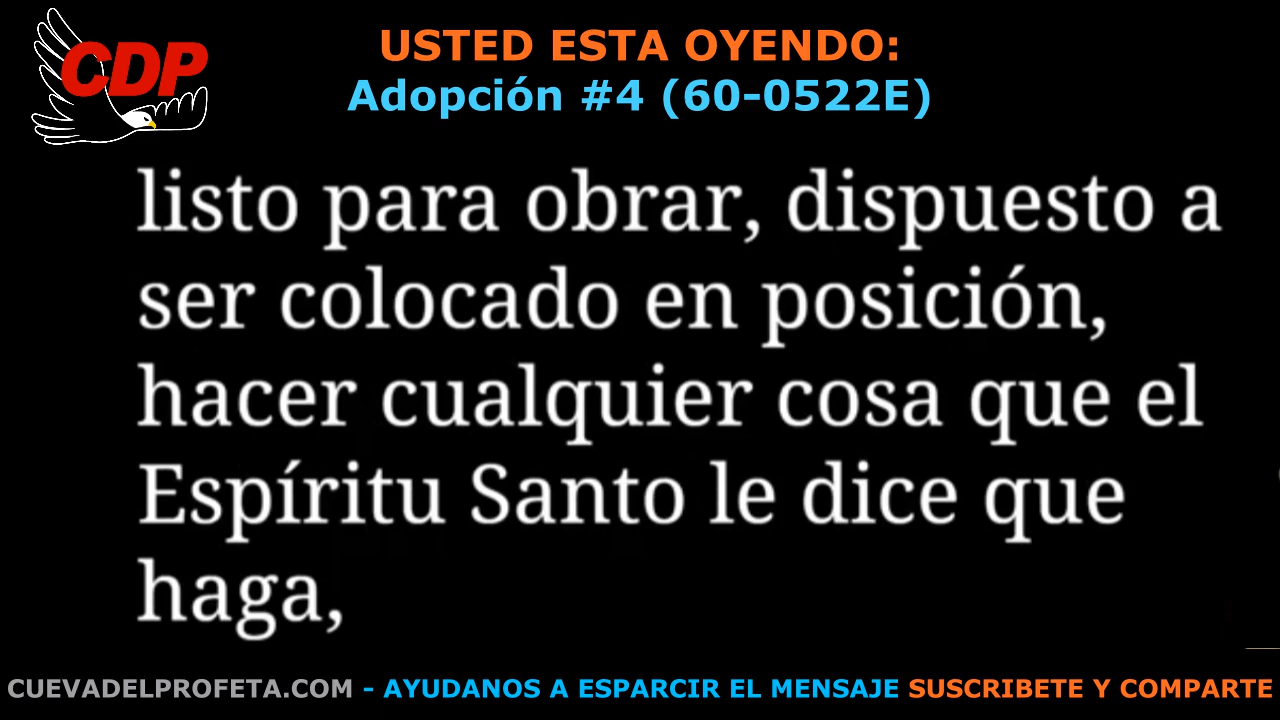 CDP
USTED ESTA OYENDO:
Adopción #4 (60-0522E)
listo para obrar, dispuesto a
ser colocado en posición,
hacer cualquier cosa que el
Espíritu Santo le dice que
haga,
CUEVADELPROFETA.COM - AYUDANOS A ESPARCIR EL MENSAJE SUSCRIBETE Y COMPARTE